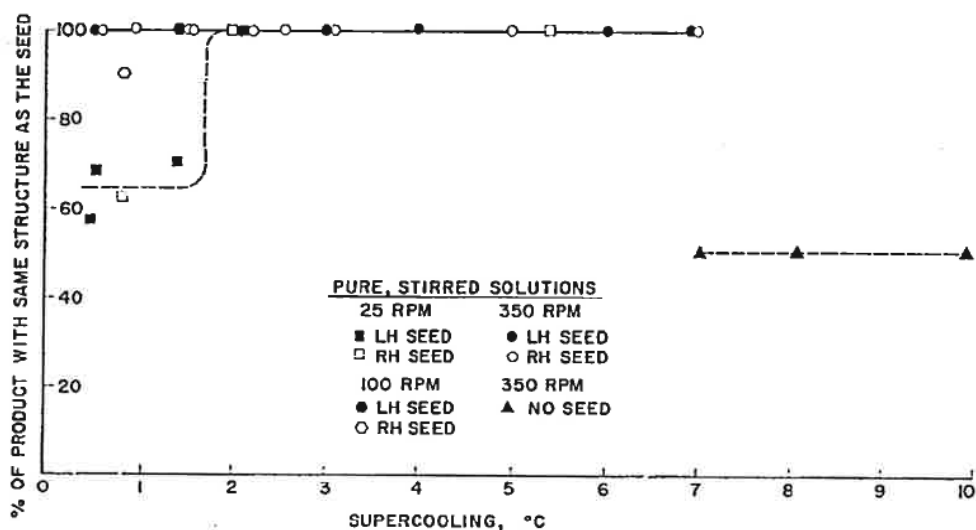 % OF PRODUCT WITH SAME STRUCTURE AS THE SEED
100
80
60
40
20
PURE, STIRRED SOLUTIONS
25 RPM 350 RPM
■ LH SEED ● LH SEED
□ RH SEED ○ RH SEED
100 RPM 350 RPM
● LH SEED ▲ NO SEED
○ RH SEED
0 1 2 3 4 5 6 7 8 9 10
SUPERCOOLING, °C